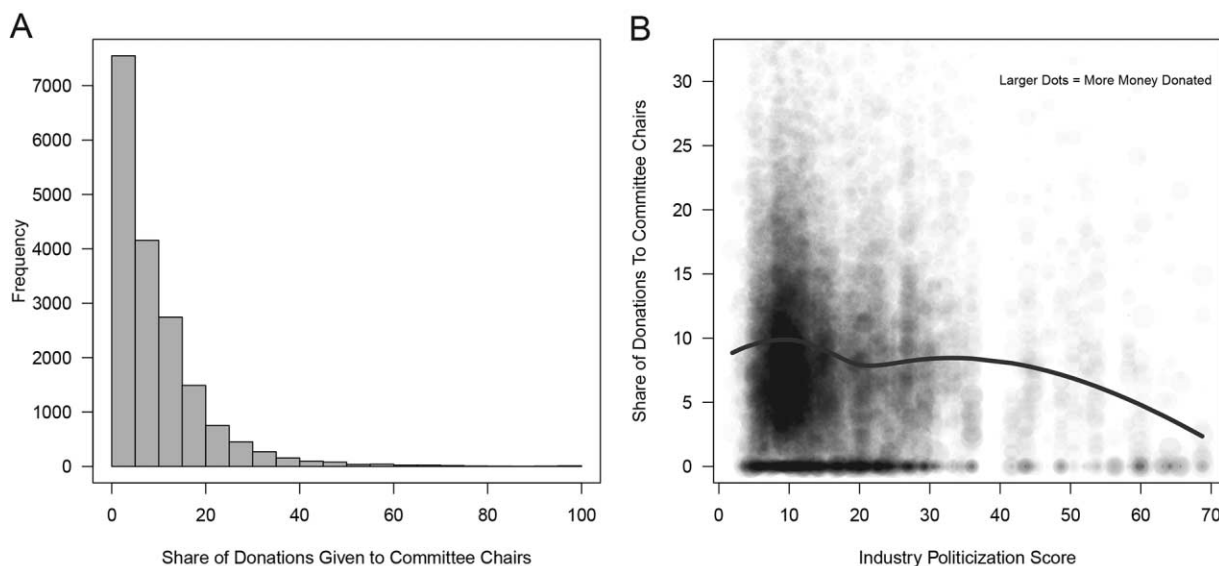 A
Frequency
7000
6000
5000
4000
3000
2000
1000
0
0 20 40 60 80 100
Share of Donations Given to Committee Chairs
B
Larger Dots = More Money Donated
Share of Donations To Committee Chairs
30
25
20
15
10
5
0
0 10 20 30 40 50 60 70
Industry Politicization Score